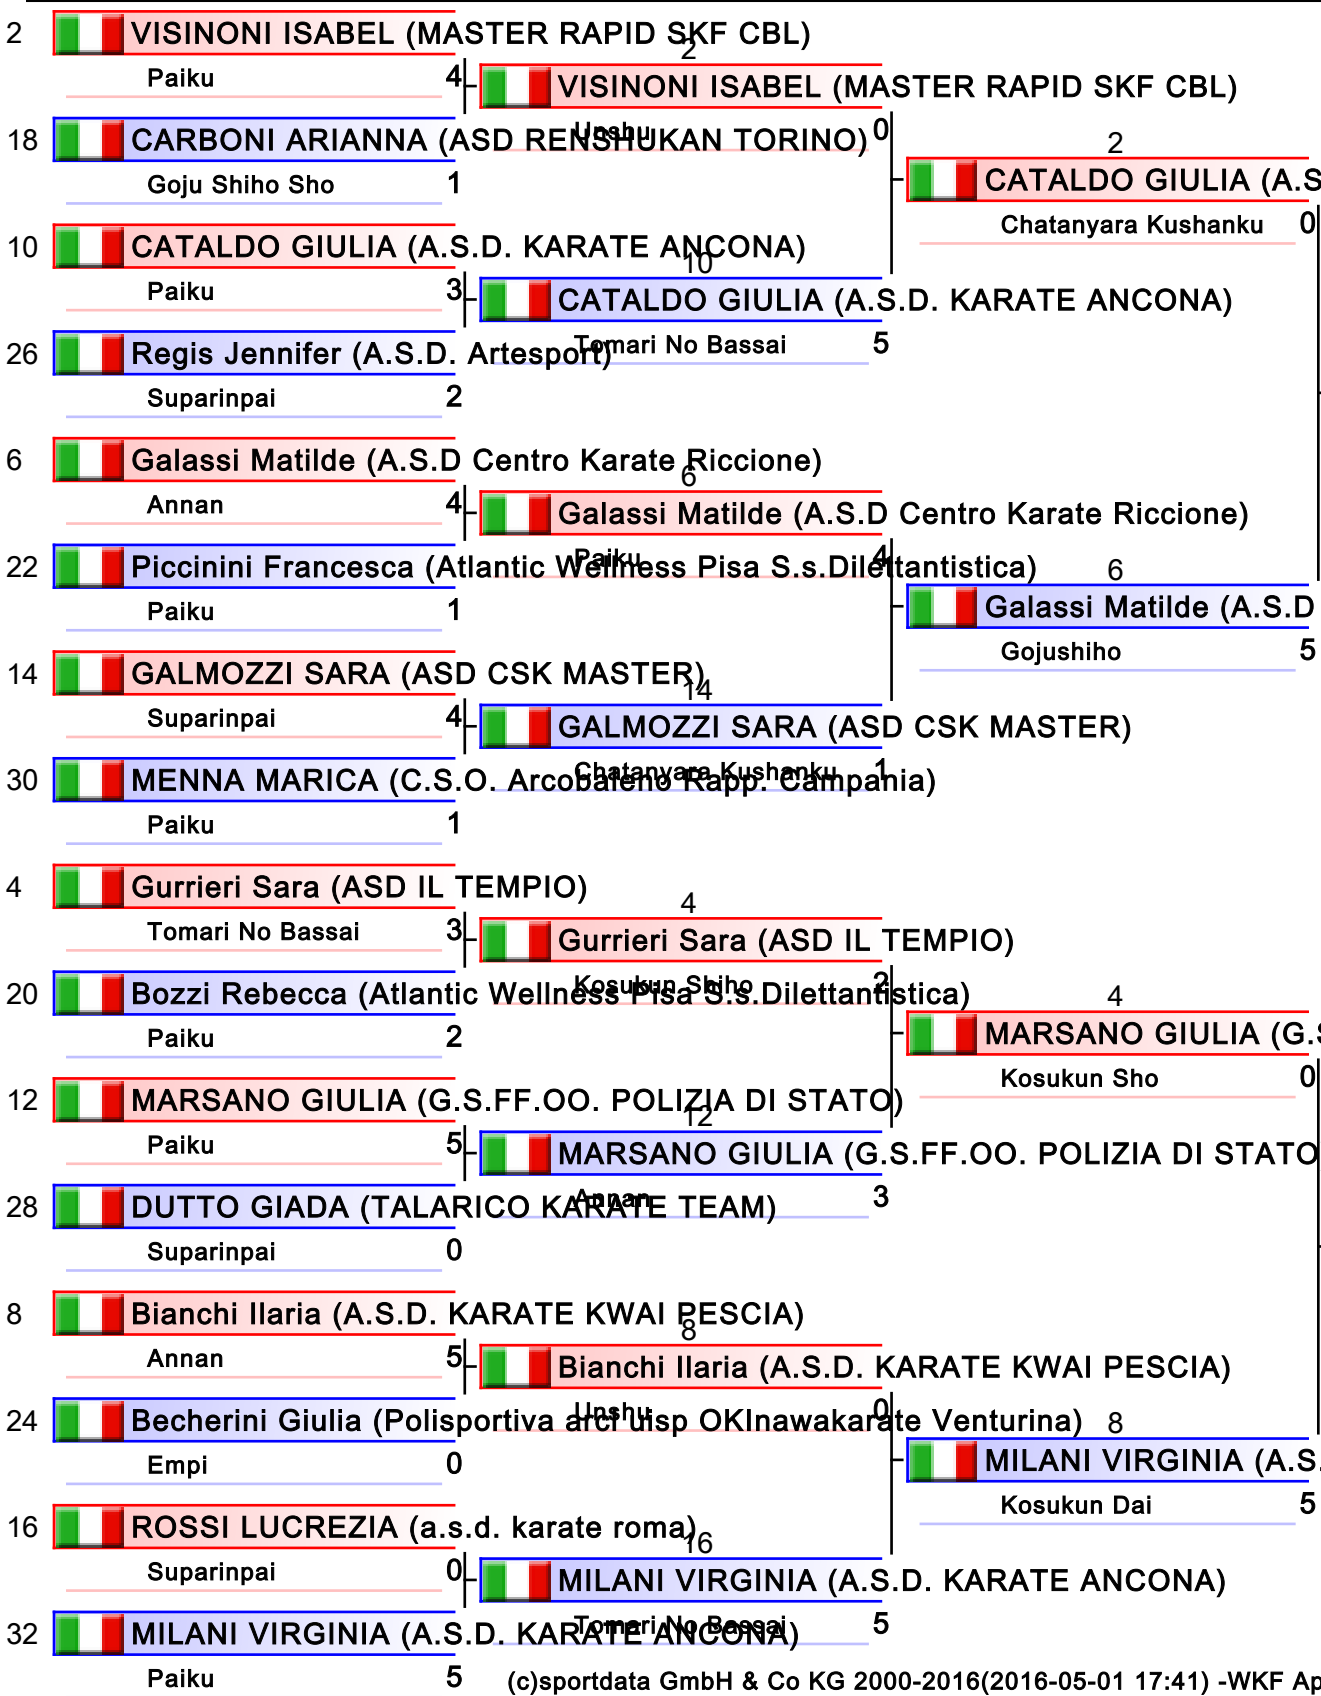 2 VISINONI ISABEL (MASTER RAPID SKF CBL)
Paiku 4
18 CARBONI ARIANNA (ASD RENSHUKAN TORINO)
Goju Shiho Sho 1
10 CATALDO GIULIA (A.S.D. KARATE ANCONA)
Paiku 3
26 Regis Jennifer (A.S.D. Artesport)
Suparinpai 2
6 Galassi Matilde (A.S.D Centro Karate Riccione)
Annan 4
22 Piccinini Francesca (Atlantic Wellness Pisa S.s.Dilettantistica)
Paiku 1
14 GALMOZZI SARA (ASD CSK MASTER)
Suparinpai 4
30 MENNA MARICA (C.S.O. Arcobaleno Rapp. Campania)
Paiku 1
4 Gurrieri Sara (ASD IL TEMPIO)
Tomari No Bassai 3
20 Bozzi Rebecca (Atlantic Wellness Pisa S.s.Dilettantistica)
Paiku 2
12 MARSANO GIULIA (G.S.FF.OO. POLIZIA DI STATO)
Paiku 5
28 DUTTO GIADA (TALARICO KARATE TEAM)
Suparinpai 0
8 Bianchi Ilaria (A.S.D. KARATE KWAI PESCIA)
Annan 5
24 Becherini Giulia (Polisportiva arci uisp OKInawakarate Venturina)
Empi 0
16 ROSSI LUCREZIA (a.s.d. karate roma)
Suparinpai 0
32 MILANI VIRGINIA (A.S.D. KARATE ANCONA)
Paiku 5
2
VISINONI ISABEL (MASTER RAPID SKF CBL)
Unshu 0
10
CATALDO GIULIA (A.S.D. KARATE ANCONA)
Tomari No Bassai 5
6
Galassi Matilde (A.S.D Centro Karate Riccione)
Paiku 4
14
GALMOZZI SARA (ASD CSK MASTER)
Chatanyara Kushanku 1
4
Gurrieri Sara (ASD IL TEMPIO)
Kosukun Shiho 2
12
MARSANO GIULIA (G.S.FF.OO. POLIZIA DI STATO
Annan 3
8
Bianchi Ilaria (A.S.D. KARATE KWAI PESCIA)
Unshu 0
16
MILANI VIRGINIA (A.S.D. KARATE ANCONA)
Tomari No Bassai 5
2
CATALDO GIULIA (A.S
Chatanyara Kushanku 0
6
Galassi Matilde (A.S.D
Gojushiho 5
4
MARSANO GIULIA (G.S
Kosukun Sho 0
8
MILANI VIRGINIA (A.S.
Kosukun Dai 5
(c)sportdata GmbH & Co KG 2000-2016(2016-05-01 17:41) -WKF Ap